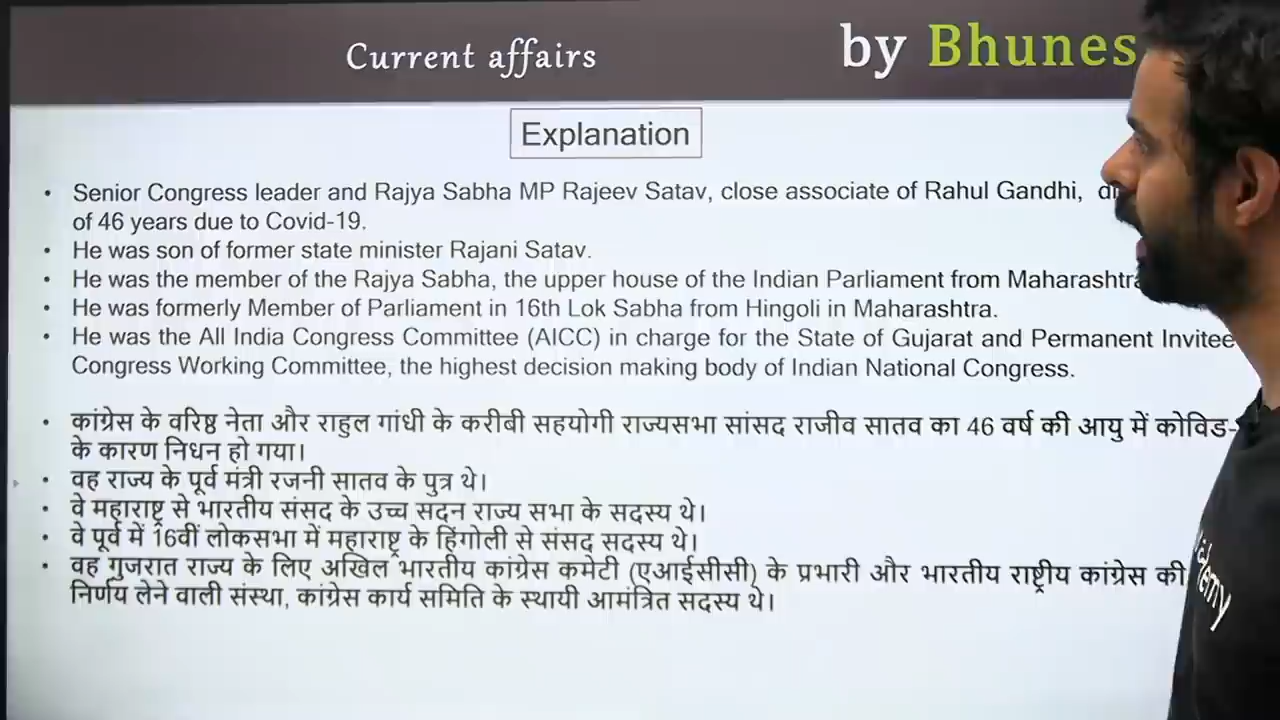 Current affairs
by Bhunes
Explanation
• Senior Congress leader and Rajya Sabha MP Rajeev Satav, close associate of Rahul Gandhi,
of 46 years due to Covid-19.
• He was son of former state minister Rajani Satav.
• He was the member of the Rajya Sabha, the upper house of the Indian Parliament from Maharashtra
• He was formerly Member of Parliament in 16th Lok Sabha from Hingoli in Maharashtra.
• He was the All India Congress Committee (AICC) in charge for the State of Gujarat and Permanent Invitee
Congress Working Committee, the highest decision making body of Indian National Congress.
• कांग्रेस के वरिष्ठ नेता और राहुल गांधी के करीबी सहयोगी राज्यसभा सांसद राजीव सातव का 46 वर्ष की आयु में कोविड-
के कारण निधन हो गया।
• वह राज्य के पूर्व मंत्री रजनी सातव के पुत्र थे।
• वे महाराष्ट्र से भारतीय संसद के उच्च सदन राज्य सभा के सदस्य थे।
• वे पूर्व में 16वीं लोकसभा में महाराष्ट्र के हिंगोली से संसद सदस्य थे।
• वह गुजरात राज्य के लिए अखिल भारतीय कांग्रेस कमेटी (एआईसीसी) के प्रभारी और भारतीय राष्ट्रीय कांग्रेस की
निर्णय लेने वाली संस्था, कांग्रेस कार्य समिति के स्थायी आमंत्रित सदस्य थे।